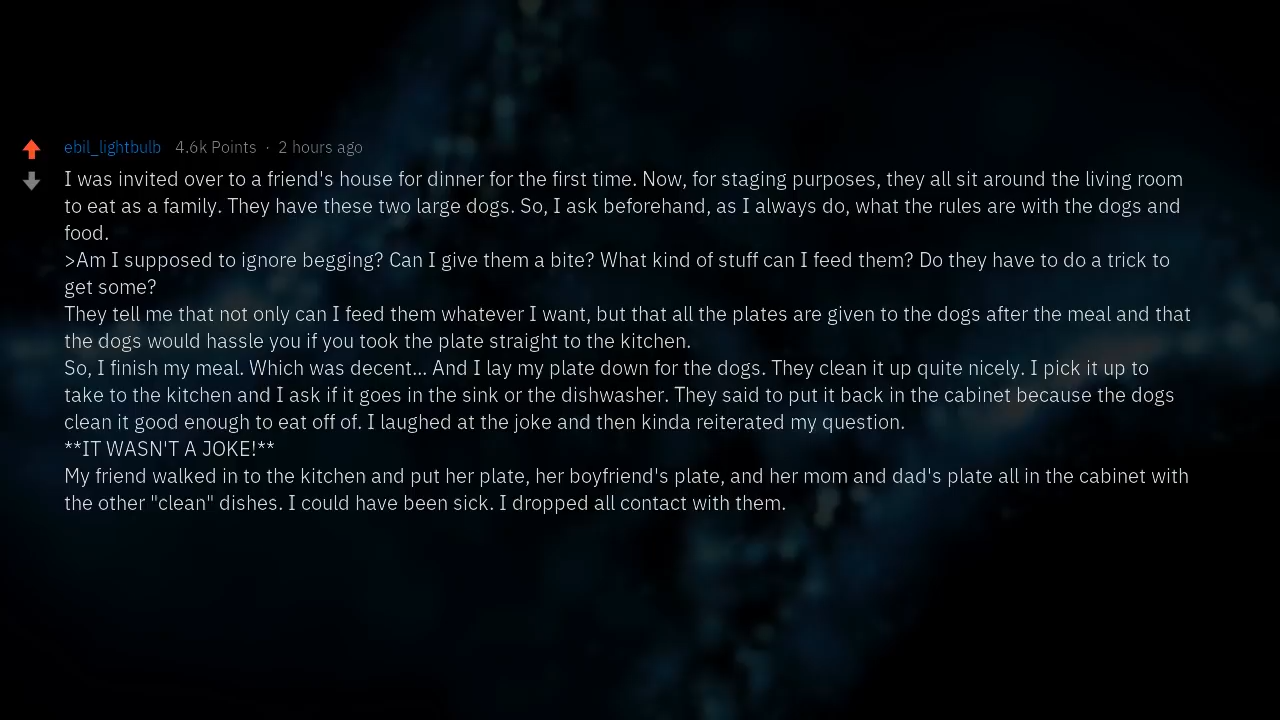 ebil_lightbulb 4.6k Points · 2 hours ago
I was invited over to a friend's house for dinner for the first time. Now, for staging purposes, they all sit around the living room
to eat as a family. They have these two large dogs. So, I ask beforehand, as I always do, what the rules are with the dogs and
food.
>Am I supposed to ignore begging? Can I give them a bite? What kind of stuff can I feed them? Do they have to do a trick to
get some?
They tell me that not only can I feed them whatever I want, but that all the plates are given to the dogs after the meal and that
the dogs would hassle you if you took the plate straight to the kitchen.
So, I finish my meal. Which was decent... And I lay my plate down for the dogs. They clean it up quite nicely. I pick it up to
take to the kitchen and I ask if it goes in the sink or the dishwasher. They said to put it back in the cabinet because the dogs
clean it good enough to eat off of. I laughed at the joke and then kinda reiterated my question.
**IT WASN'T A JOKE!**
My friend walked in to the kitchen and put her plate, her boyfriend's plate, and her mom and dad's plate all in the cabinet with
the other "clean" dishes. I could have been sick. I dropped all contact with them.